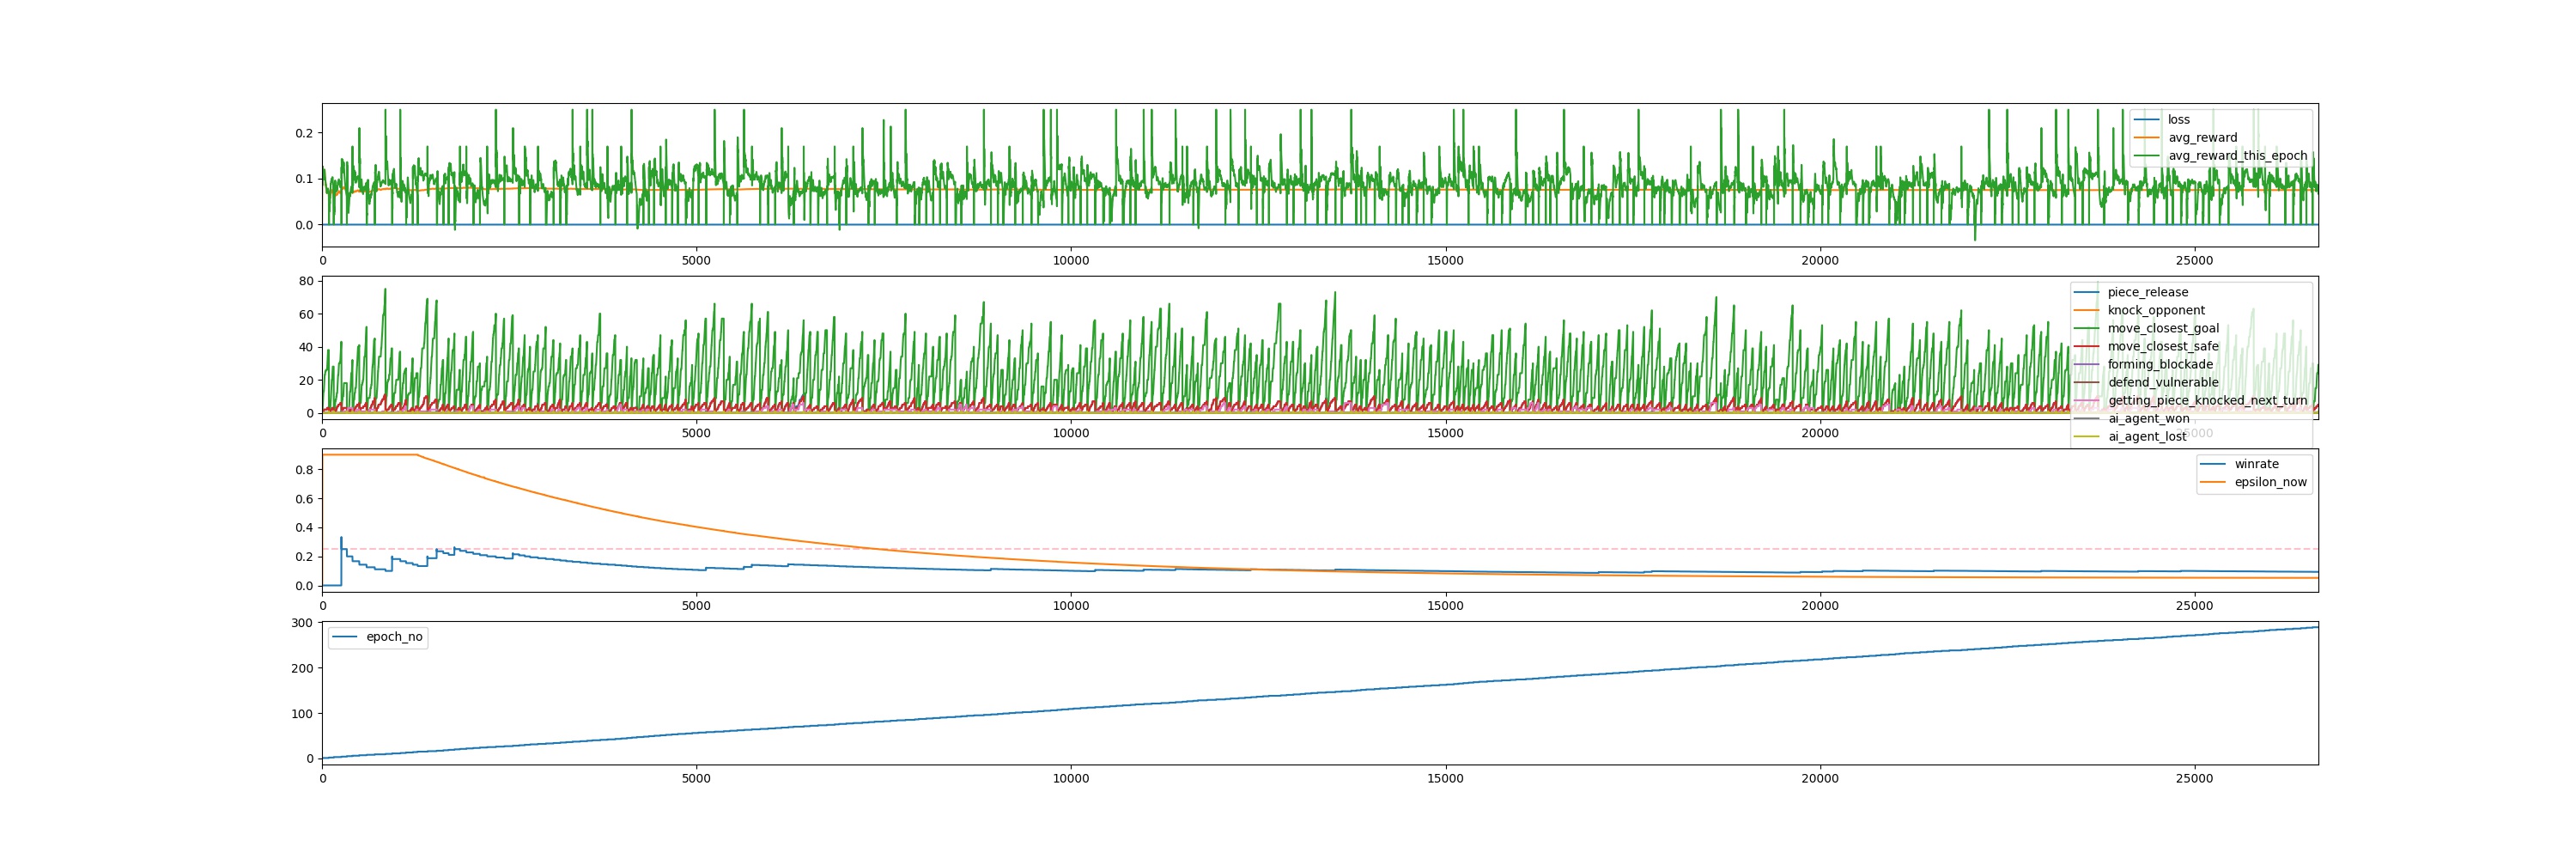 0.2
0.1
0.0
loss
avg_reward
avg_reward_this_epoch
0 5000 10000 15000 20000 25000
80
60
40
20
0
piece_release
knock_opponent
move_closest_goal
move_closest_safe
forming_blockade
defend_vulnerable
getting_piece_knocked_next_turn
ai_agent_won
ai_agent_lost
0 5000 10000 15000 20000 25000
0.8
0.6
0.4
0.2
0.0
winrate
epsilon_now
0 5000 10000 15000 20000 25000
300
200
100
0
epoch_no
0 5000 10000 15000 20000 25000